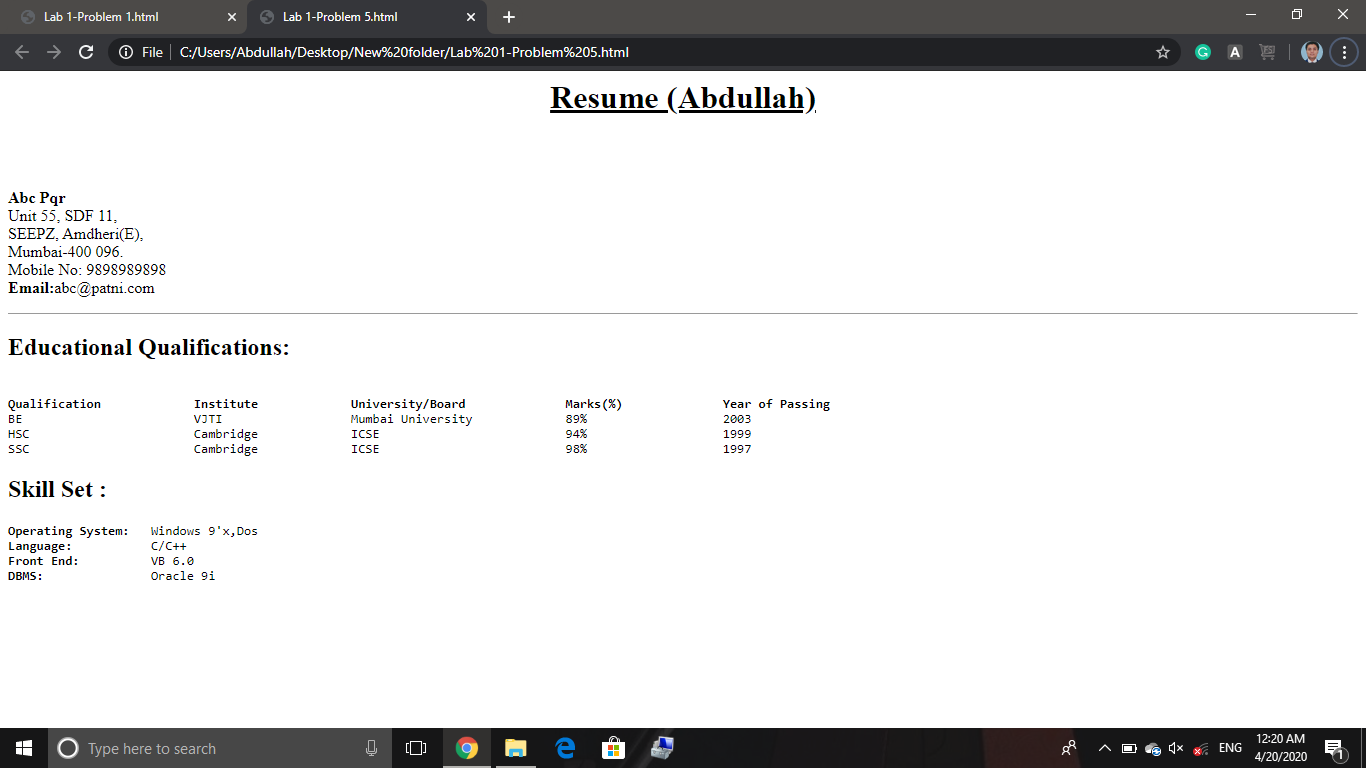 Lab 1-Problem 1.html
Lab 1-Problem 5.html
File
C:/Users/Abdullah/Desktop/New%20folder/Lab%201-Problem%205.html
Resume (Abdullah)
Abc Pqr
Unit 55, SDF 11,
SEEPZ, Amdheri(E),
Mumbai-400 096.
Mobile No: 9898989898
Email:abc@patni.com
Educational Qualifications:
Qualification Institute University/Board Marks(%) Year of Passing
BE VJTI Mumbai University 89% 2003
HSC Cambridge ICSE 94% 1999
SSC Cambridge ICSE 98% 1997
Skill Set :
Operating System: Windows 9'x,Dos
Language: C/C++
Front End: VB 6.0
DBMS: Oracle 9i
Type here to search
ENG
12:20 AM
4/20/2020
1